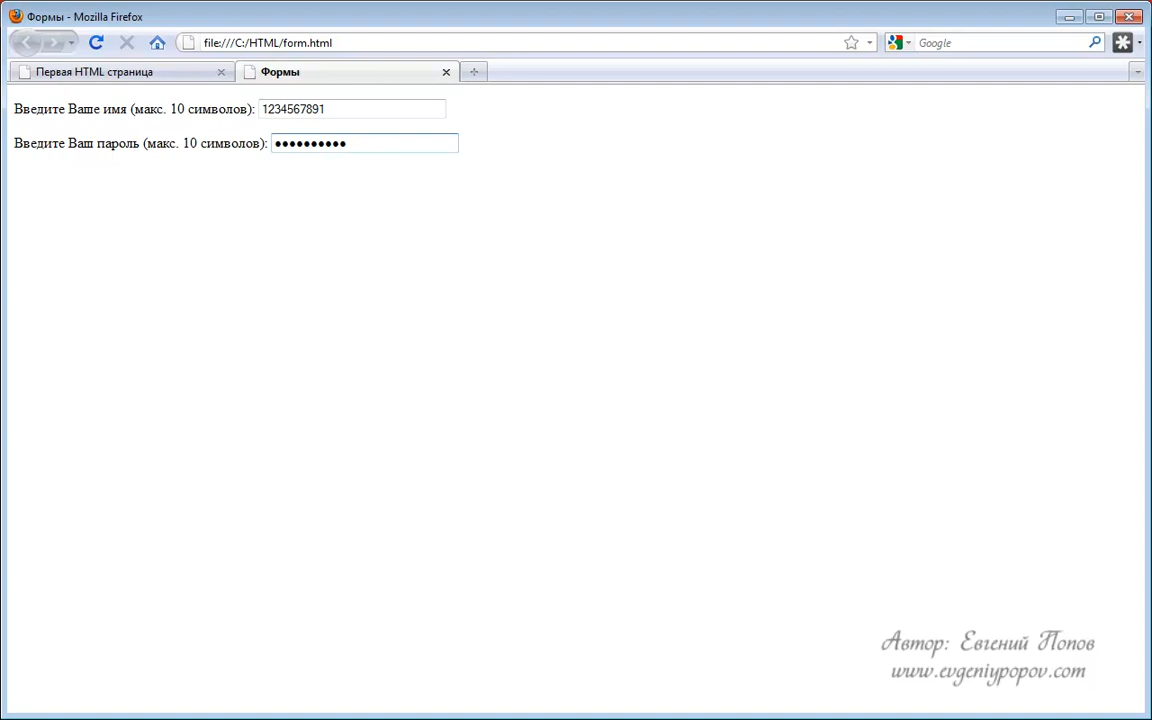 Формы - Mozilla Firefox
file:///C:/HTML/form.html
Google
Первая HTML страница
Формы
Введите Ваше имя (макс. 10 символов): 1234567891
Введите Ваш пароль (макс. 10 символов): ●●●●●●●●●●
Автор: Евгений Попов
www.evgeniypopov.com